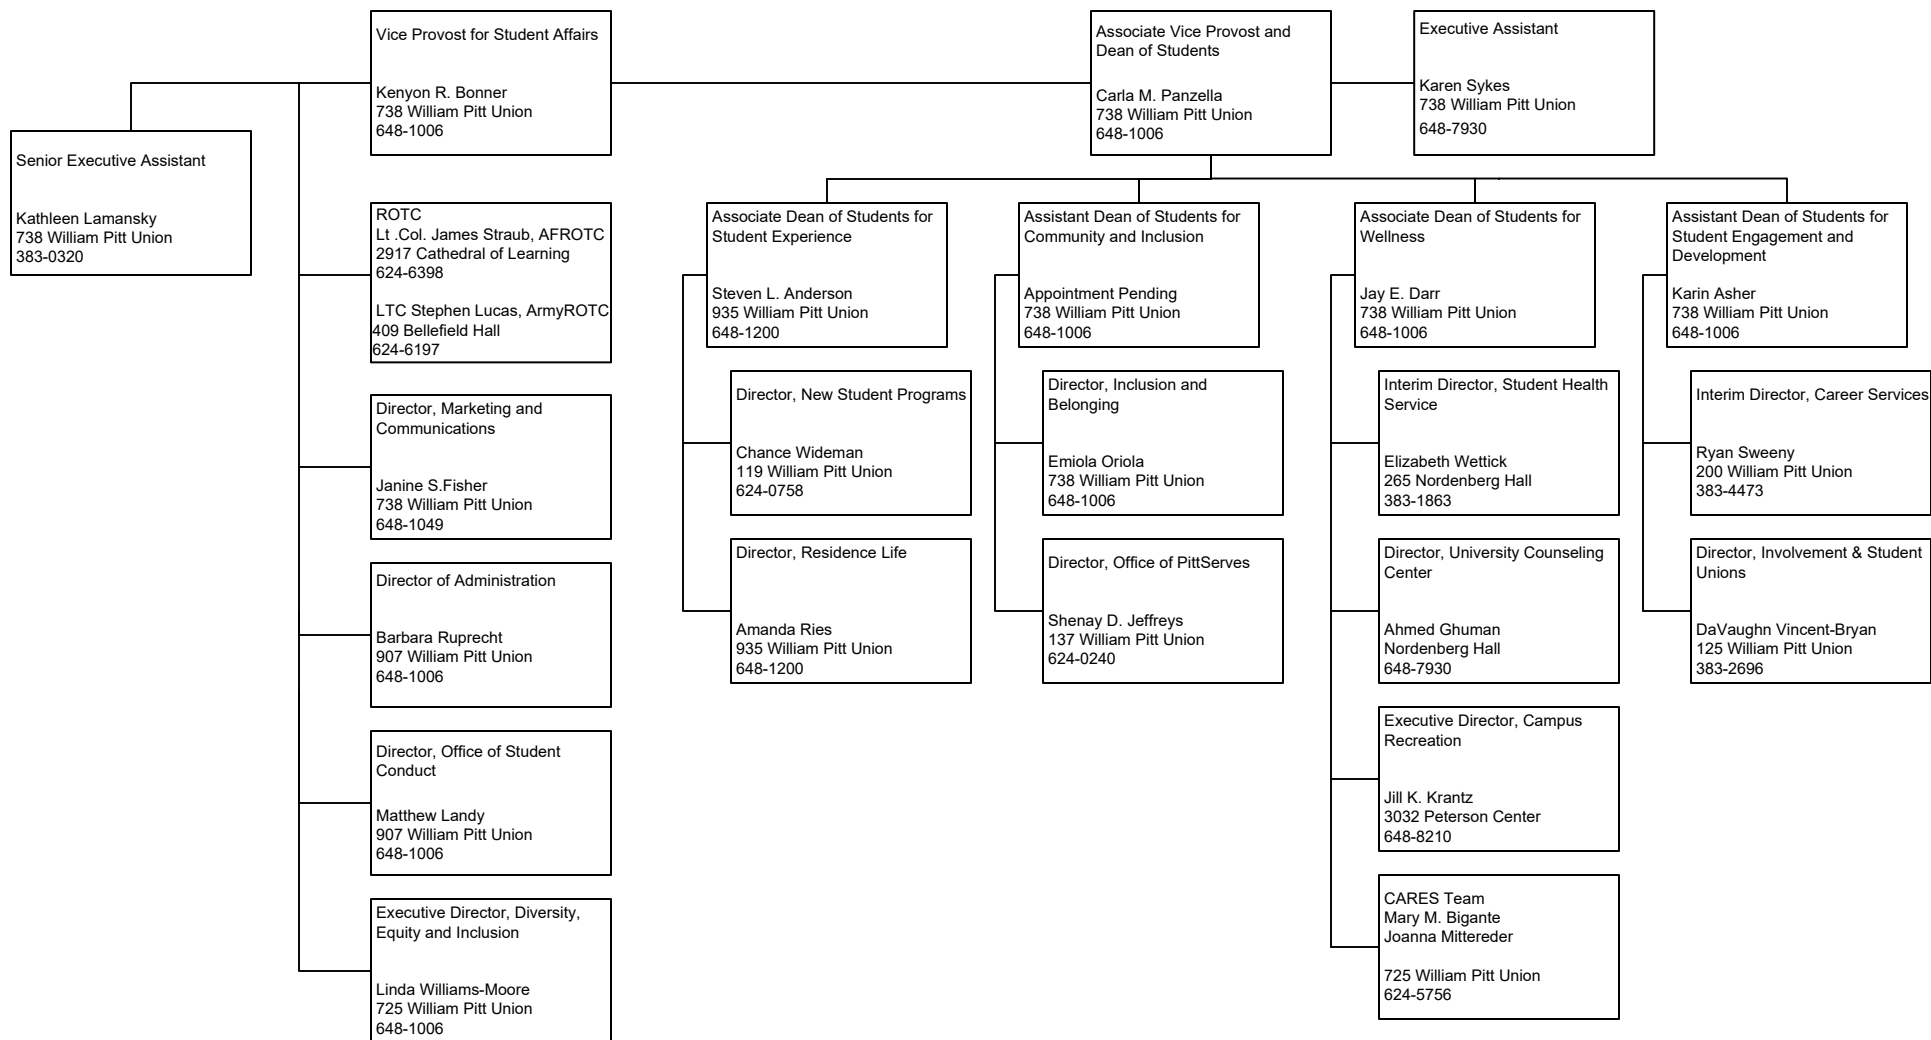 Vice Provost for Student Affairs
Kenyon R. Bonner
738 William Pitt Union
648-1006
Associate Vice Provost and
Dean of Students
Carla M. Panzella
738 William Pitt Union
648-1006
Executive Assistant
Karen Sykes
738 William Pitt Union
648-7930
Senior Executive Assistant
Kathleen Lamansky
738 William Pitt Union
383-0320
ROTC
Lt .Col. James Straub, AFROTC
2917 Cathedral of Learning
624-6398
LTC Stephen Lucas, ArmyROTC
409 Bellefield Hall
624-6197
Director, Marketing and
Communications
Janine S.Fisher
738 William Pitt Union
648-1049
Director of Administration
Barbara Ruprecht
907 William Pitt Union
648-1006
Director, Office of Student
Conduct
Matthew Landy
907 William Pitt Union
648-1006
Executive Director, Diversity,
Equity and Inclusion
Linda Williams-Moore
725 William Pitt Union
648-1006
Associate Dean of Students for
Student Experience
Steven L. Anderson
935 William Pitt Union
648-1200
Director, New Student Programs
Chance Wideman
119 William Pitt Union
624-0758
Director, Residence Life
Amanda Ries
935 William Pitt Union
648-1200
Assistant Dean of Students for
Community and Inclusion
Appointment Pending
738 William Pitt Union
648-1006
Director, Inclusion and
Belonging
Emiola Oriola
738 William Pitt Union
648-1006
Director, Office of PittServes
Shenay D. Jeffreys
137 William Pitt Union
624-0240
Associate Dean of Students for
Wellness
Jay E. Darr
738 William Pitt Union
648-1006
Interim Director, Student Health
Service
Elizabeth Wettick
265 Nordenberg Hall
383-1863
Director, University Counseling
Center
Ahmed Ghuman
Nordenberg Hall
648-7930
Executive Director, Campus
Recreation
Jill K. Krantz
3032 Peterson Center
648-8210
CARES Team
Mary M. Bigante
Joanna Mittereder
725 William Pitt Union
624-5756
Assistant Dean of Students for
Student Engagement and
Development
Karin Asher
738 William Pitt Union
648-1006
Interim Director, Career Services
Ryan Sweeny
200 William Pitt Union
383-4473
Director, Involvement & Student
Unions
DaVaughn Vincent-Bryan
125 William Pitt Union
383-2696